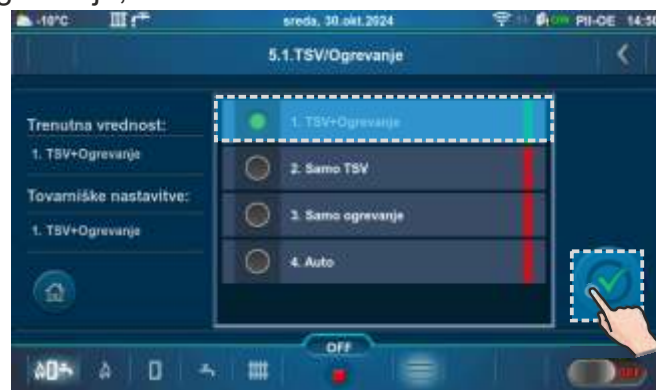 -10°C sreda, 30.okt.2024 PII-OE 14:50
5.1.TSV/Ogrevanje
Trenutna vrednost:
1. TSV+Ogrevanje
Tovarniške nastavitve:
1. TSV+Ogrevanje
1. TSV+Ogrevanje
2. Samo TSV
3. Samo ogrevanje
4. Auto
OFF
OFF